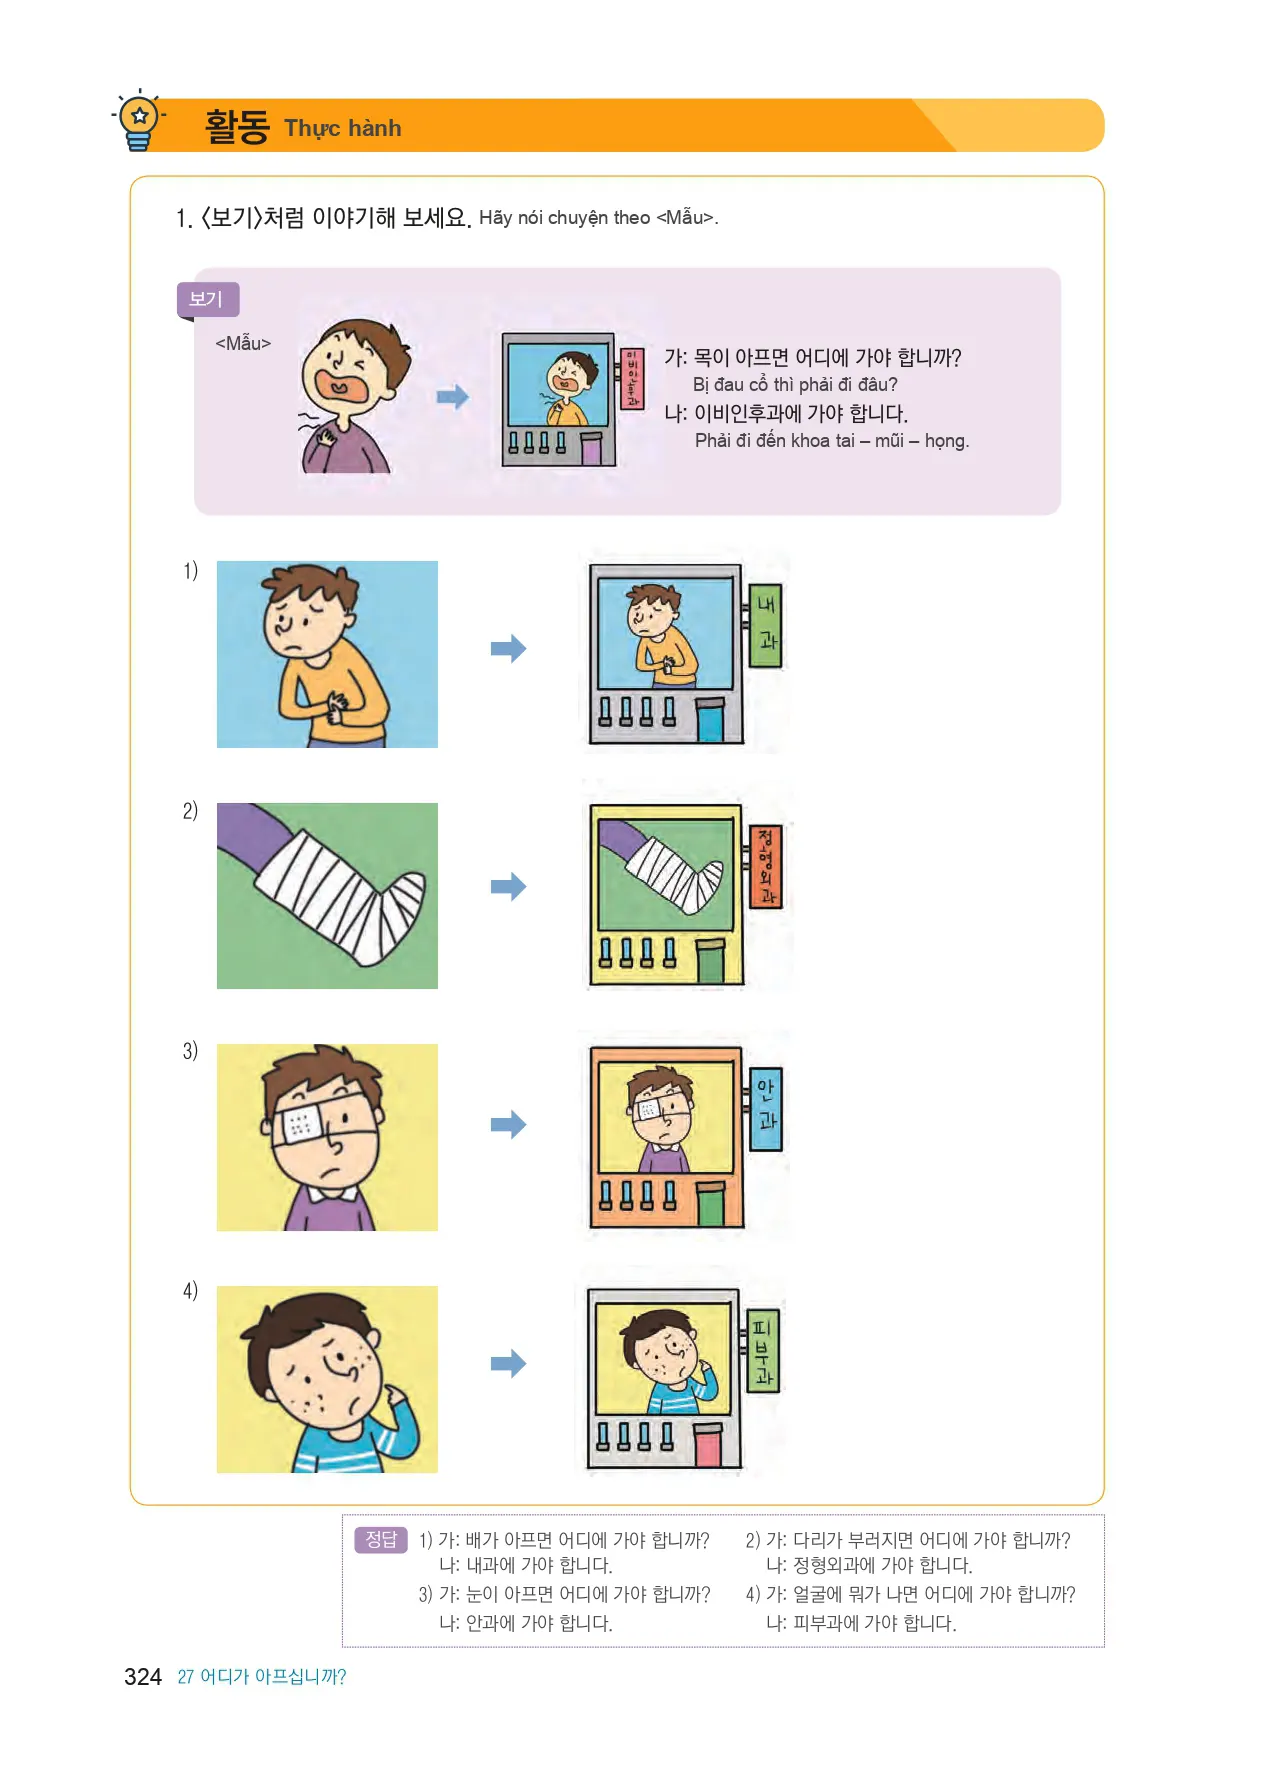 활동 Thực hành
1. 〈보기〉처럼 이야기해 보세요. Hãy nói chuyện theo <Mẫu>.
보기
<Mẫu>
이비인후과
가: 목이 아프면 어디에 가야 합니까?
Bị đau cổ thì phải đi đâu?
나: 이비인후과에 가야 합니다.
Phải đi đến khoa tai – mũi – họng.
1)
내과
2)
정형외과
3)
안과
4)
피부과
정답
1) 가: 배가 아프면 어디에 가야 합니까?
나: 내과에 가야 합니다.
2) 가: 다리가 부러지면 어디에 가야 합니까?
나: 정형외과에 가야 합니다.
3) 가: 눈이 아프면 어디에 가야 합니까?
나: 안과에 가야 합니다.
4) 가: 얼굴에 뭐가 나면 어디에 가야 합니까?
나: 피부과에 가야 합니다.
324 27 어디가 아프십니까?